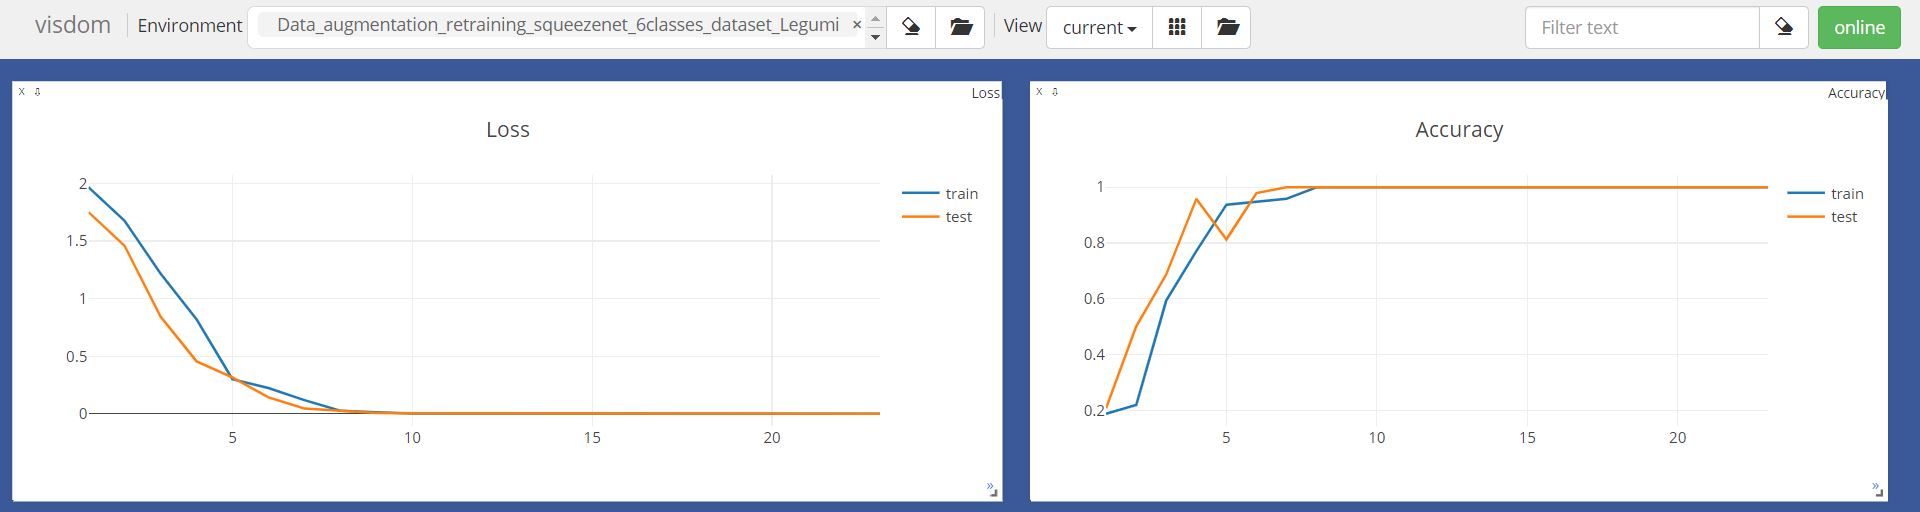 visdom Environment Data_augmentation_retraining_squeezenet_6classes_dataset_Legumi × View current Filter text online
X Loss
Loss
2
1.5
1
0.5
0
5 10 15 20
train
test
X Accuracy
Accuracy
1
0.8
0.6
0.4
0.2
5 10 15 20
train
test